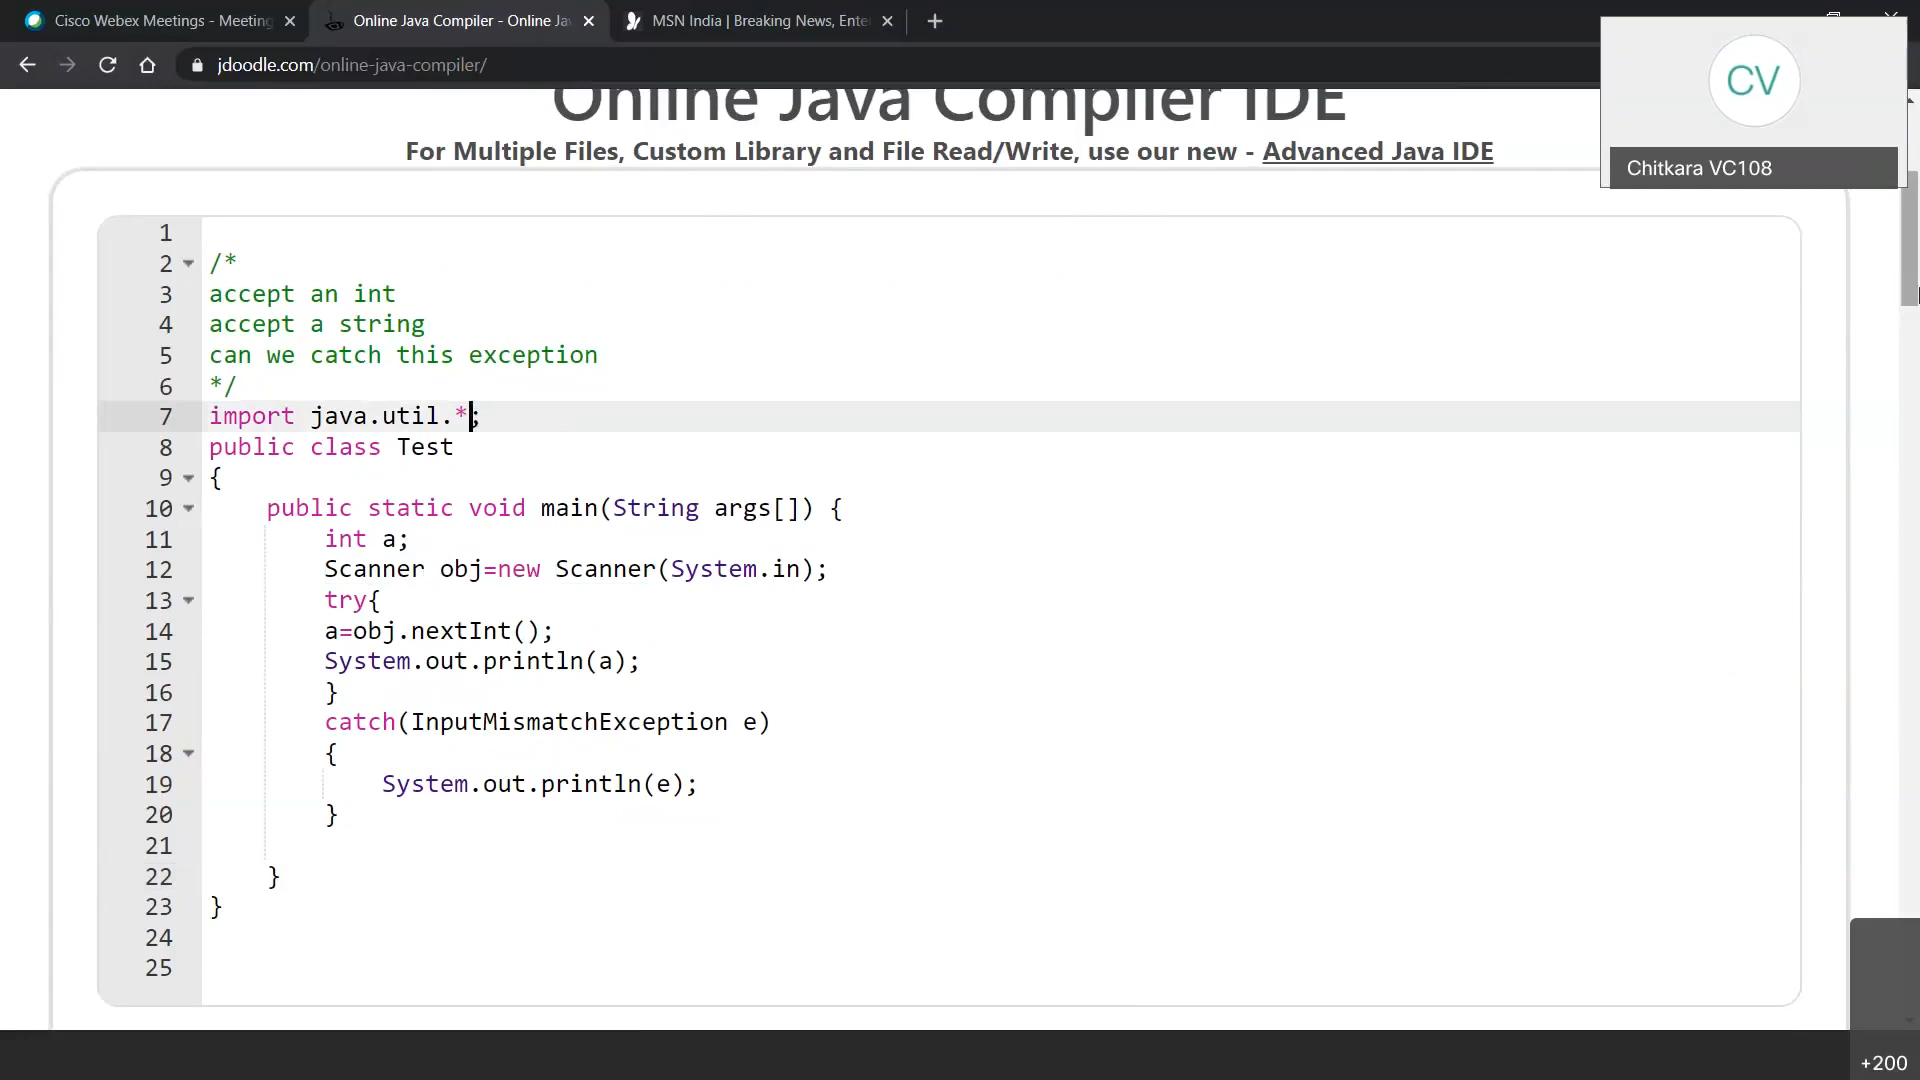 Cisco Webex Meetings - Meeting
Online Java Compiler - Online Ja
MSN India | Breaking News, Ente
jdoodle.com/online-java-compiler/
CV
Chitkara VC108
Online Java Compiler IDE
For Multiple Files, Custom Library and File Read/Write, use our new - Advanced Java IDE
1
2 /*
3 accept an int
4 accept a string
5 can we catch this exception
6 */
7 import java.util.*;
8 public class Test
9 {
10 public static void main(String args[]) {
11 int a;
12 Scanner obj=new Scanner(System.in);
13 try{
14 a=obj.nextInt();
15 System.out.println(a);
16 }
17 catch(InputMismatchException e)
18 {
19 System.out.println(e);
20 }
21
22 }
23 }
24
25
+200